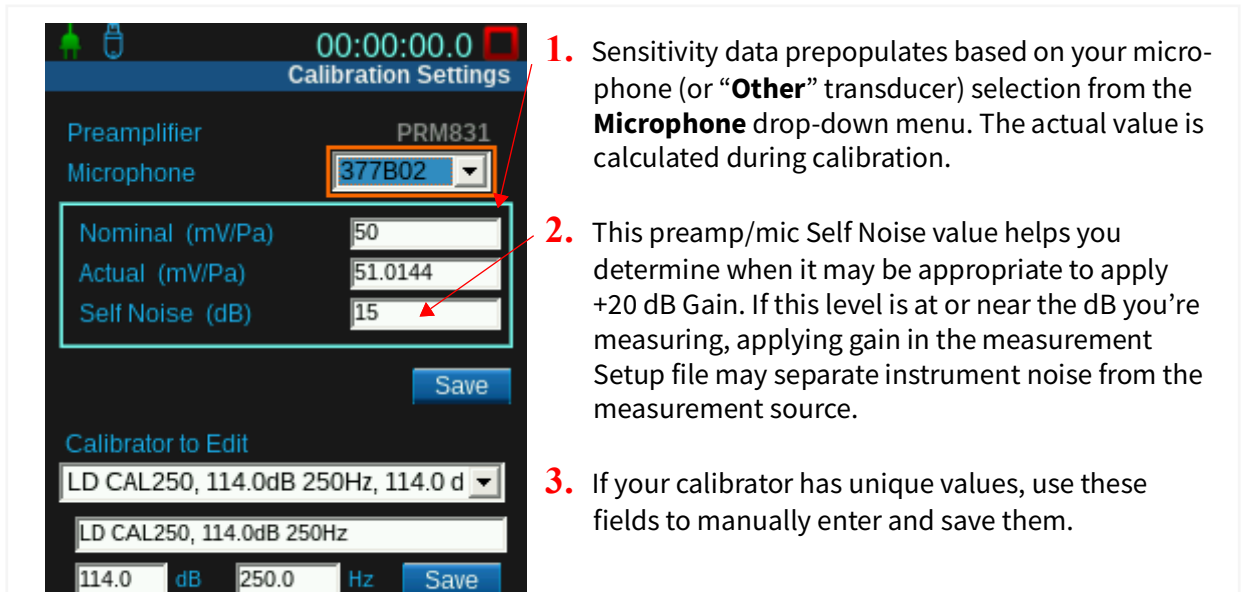 00:00:00.0
Calibration Settings
Preamplifier PRM831
Microphone 377B02
Nominal (mV/Pa) 50
Actual (mV/Pa) 51.0144
Self Noise (dB) 15
Save
Calibrator to Edit
LD CAL250, 114.0dB 250Hz, 114.0 d
LD CAL250, 114.0dB 250Hz
114.0 dB 250.0 Hz Save
1. Sensitivity data prepopulates based on your micro-
phone (or “Other” transducer) selection from the
Microphone drop-down menu. The actual value is
calculated during calibration.
2. This preamp/mic Self Noise value helps you
determine when it may be appropriate to apply
+20 dB Gain. If this level is at or near the dB you’re
measuring, applying gain in the measurement
Setup file may separate instrument noise from the
measurement source.
3. If your calibrator has unique values, use these
fields to manually enter and save them.